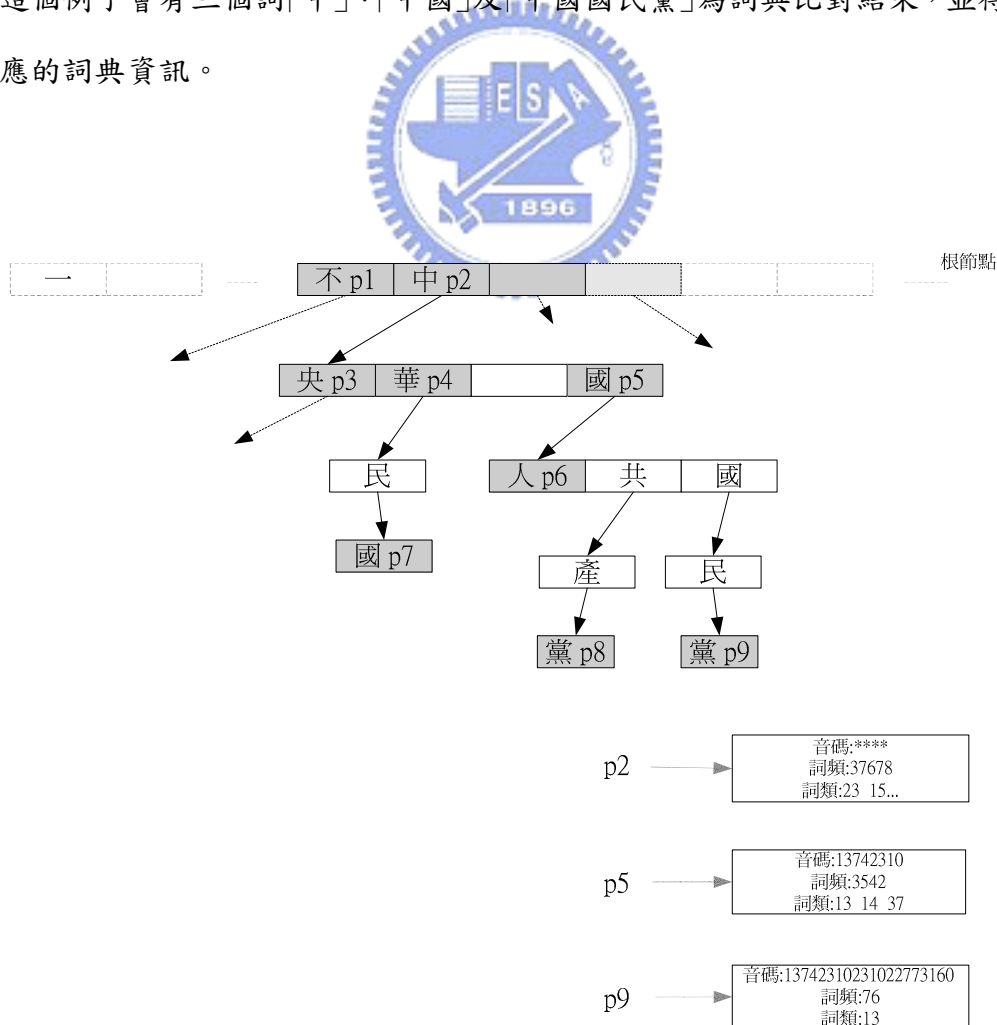 這個例子會有三個詞「中」、「中國」及「中國國民黨」為詞典比對結果,並得
應的詞典資訊。
ESA
1896
根節點
一 不 p1 中 p2
央 p3 華 p4 國 p5
民 人 p6 共 國
國 p7 產 民
黨 p8 黨 p9
p2
音碼:****
詞頻:37678
詞類:23 15...
p5
音碼:13742310
詞頻:3542
詞類:13 14 37
p9
音碼:13742310231022773160
詞頻:76
詞類:13